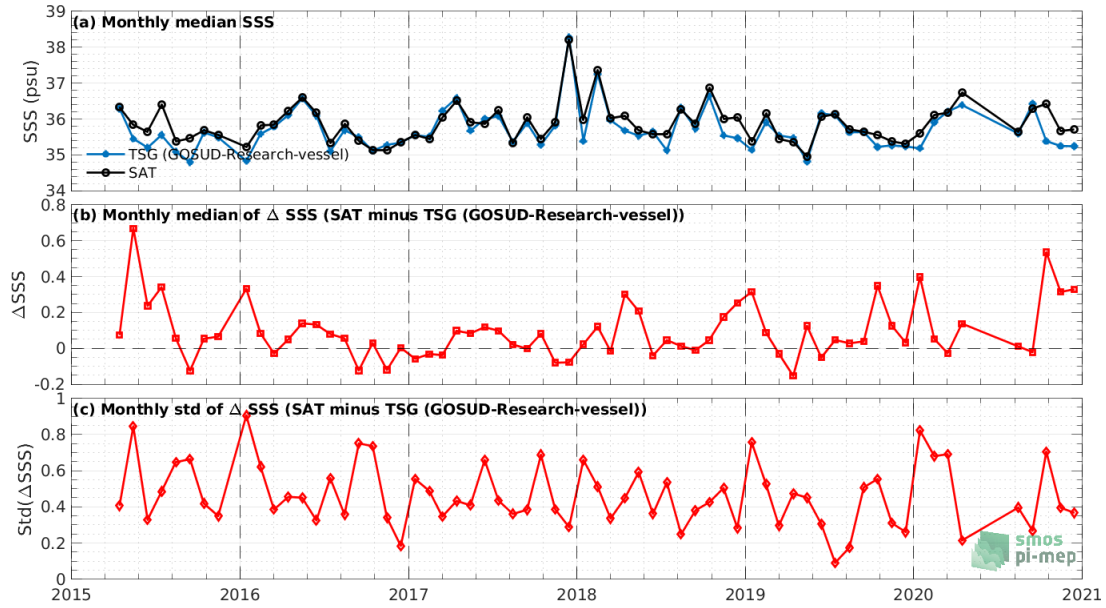 (a) Monthly median SSS
39
38
37
36
35
34
SSS (psu)
TSG (GOSUD-Research-vessel)
SAT
(b) Monthly median of Δ SSS (SAT minus TSG (GOSUD-Research-vessel))
0.8
0.6
0.4
0.2
0
-0.2
ΔSSS
(c) Monthly std of Δ SSS (SAT minus TSG (GOSUD-Research-vessel))
1
0.8
0.6
0.4
0.2
0
Std(ΔSSS)
smos
pi-mep
2015 2016 2017 2018 2019 2020 2021